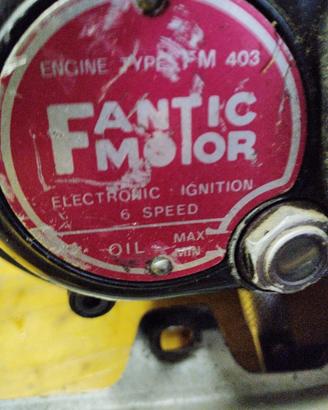 ENGINE TYPE FM 403
FANTIC
MOTOR
ELECTRONIC IGNITION
6 SPEED
OIL MAX
MIN